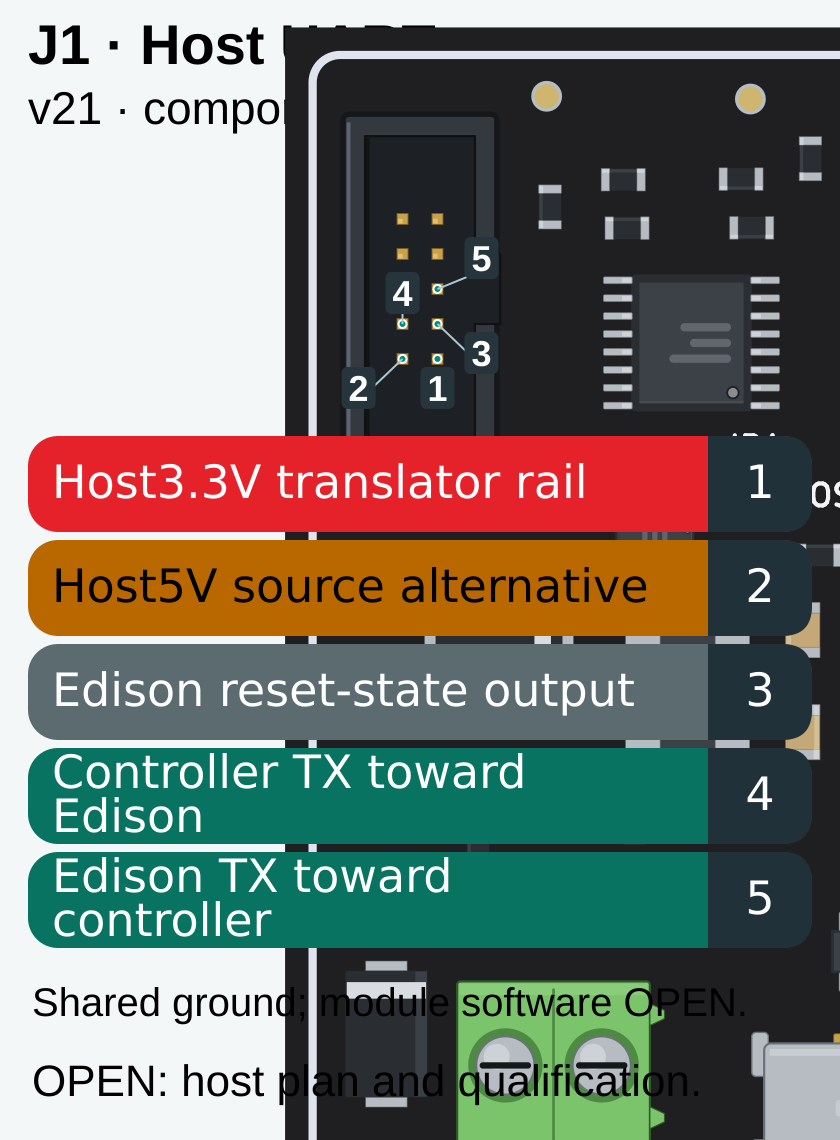 J1 · Host UART
v21 ·
5
4
3
2
1
Host3.3V translator rail
1
Host5V source alternative
2
Edison reset-state output
3
Controller TX toward
Edison
4
Edison TX toward
controller
5
Shared ground; module software OPEN.
OPEN: host plan and qualification.